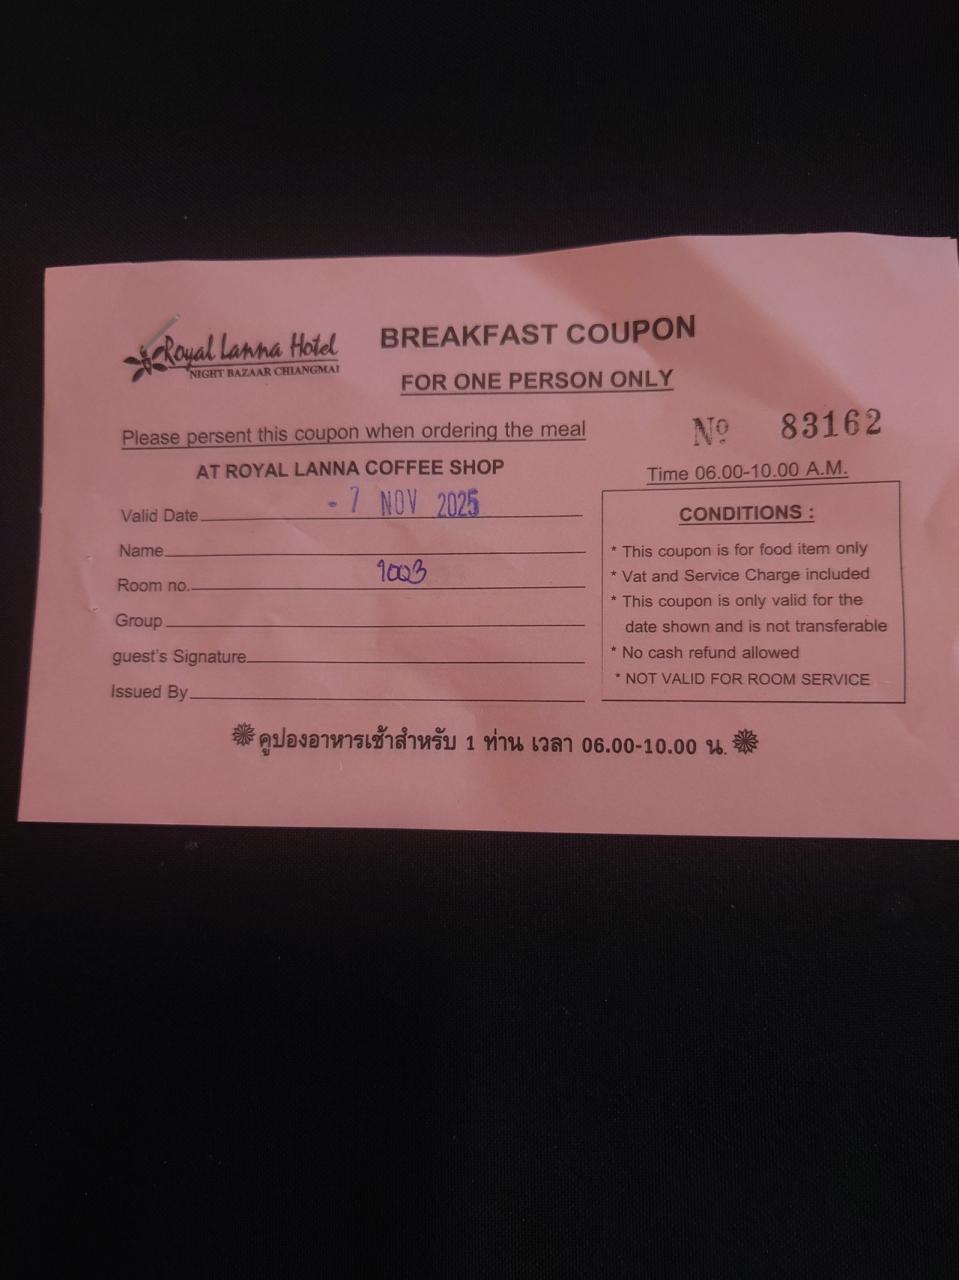 Royal Lanna Hotel
NIGHT BAZAAR CHIANGMAI
BREAKFAST COUPON
FOR ONE PERSON ONLY
Please persent this coupon when ordering the meal
Nº 83162
AT ROYAL LANNA COFFEE SHOP
Time 06.00-10.00 A.M.
Valid Date - 7 NOV 2025
Name
Room no. 1003
Group
guest's Signature
Issued By
CONDITIONS :
* This coupon is for food item only
* Vat and Service Charge included
* This coupon is only valid for the
date shown and is not transferable
* No cash refund allowed
* NOT VALID FOR ROOM SERVICE
คูปองอาหารเช้าสำหรับ 1 ท่าน เวลา 06.00-10.00 น.